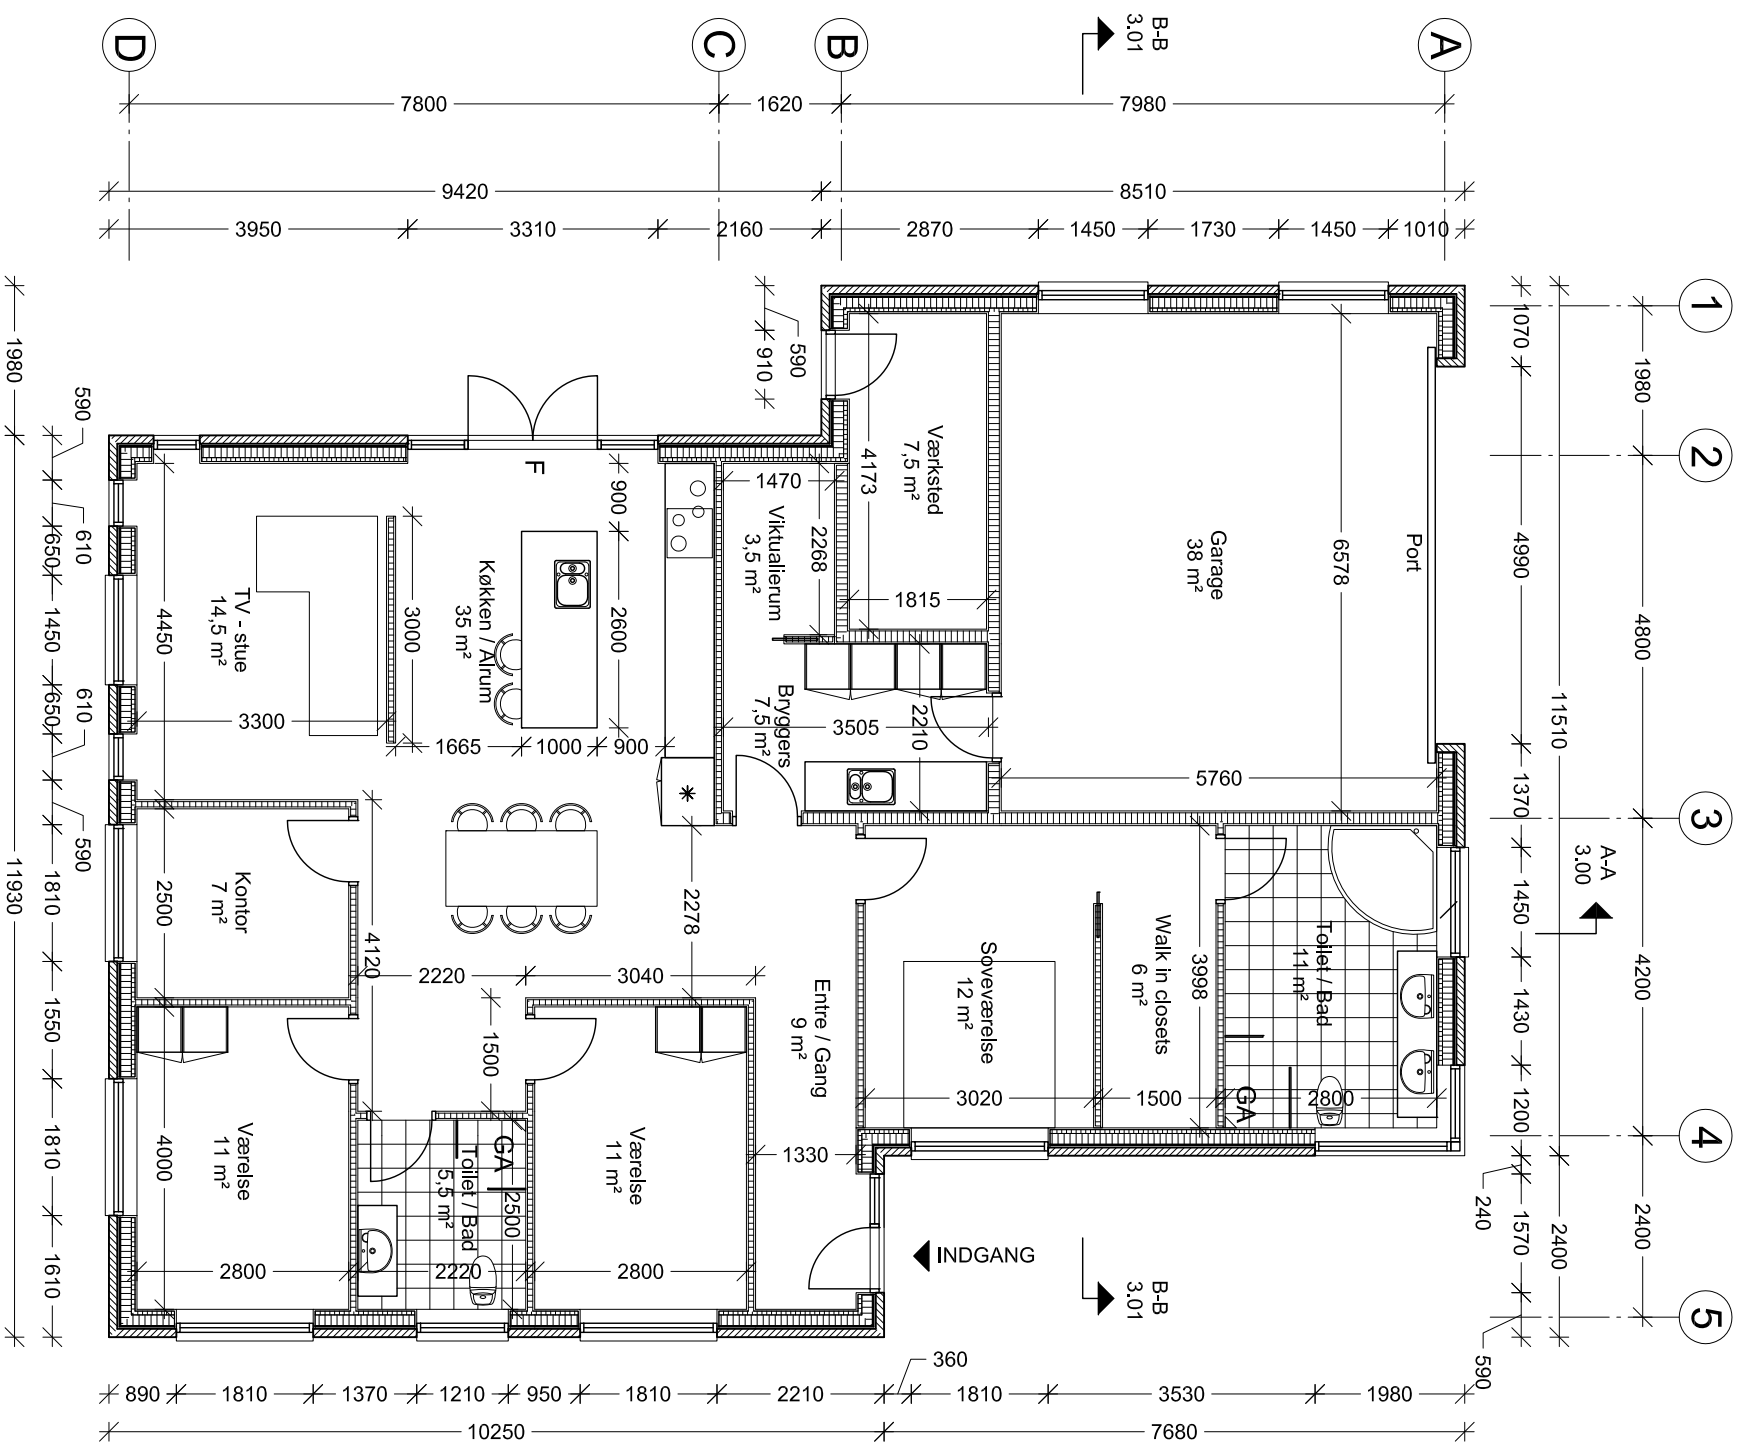 D
C
B
A
B-B
3.01
7800
1620
7980
9420
8510
3950
3310
2160
2870
1450
1730
1450
1010
1
2
3
4
5
1980
4800
4200
2400
11510
2400
1070
4990
1370
1450
1430
1200
240
1570
590
A-A
3.00
1980
11930
590
610
650
1450
650
610
590
1810
1550
1810
1610
590
910
Værksted
7,5 m²
4173
1815
Garage
38 m²
6578
5760
Port
1470
Viktualierum
3,5 m²
2268
Bryggers
7,5 m²
3505
2210
F
900
2600
Køkken / Alrum
35 m²
3000
1665
1000
900
TV - stue
14,5 m²
4450
3300
Kontor
7 m²
2500
4120
2220
3040
2278
1500
Entre / Gang
9 m²
1330
Soveværelse
12 m²
3020
Walk in closets
6 m²
3998
1500
Toilet / Bad
11 m²
2800
GA
Værelse
11 m²
4000
2800
Toilet / Bad
5,5 m²
GA
2500
2220
Værelse
11 m²
2800
INDGANG
B-B
3.01
360
890
1810
1370
1210
950
1810
2210
1810
3530
1980
10250
7680